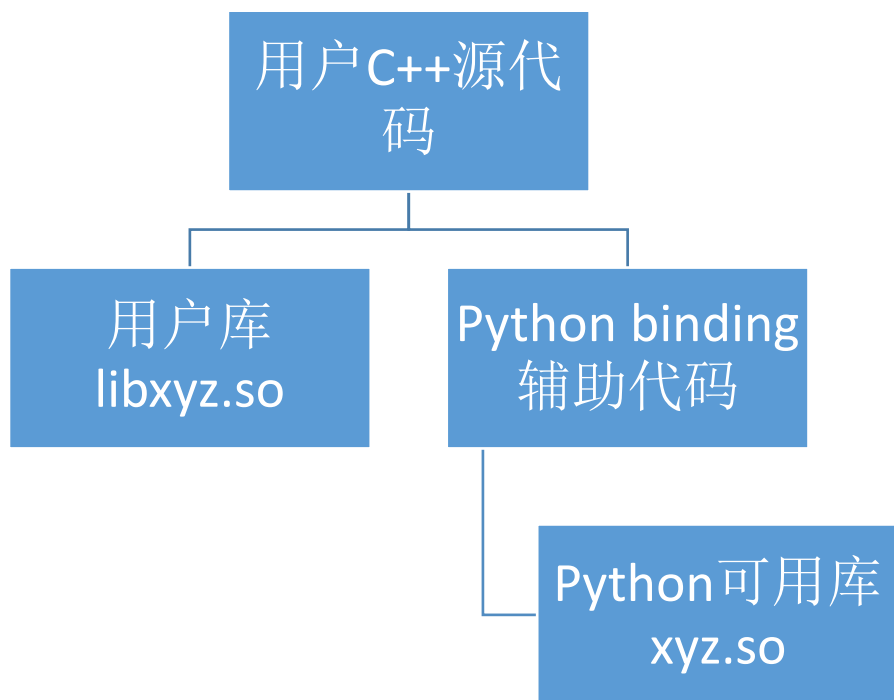 用户C++源代
码
用户库
libxyz.so
Python binding
辅助代码
Python可用库
xyz.so